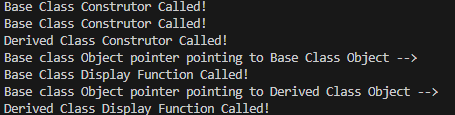 Base Class Construtor Called!
Base Class Construtor Called!
Derived Class Construtor Called!
Base class Object pointer pointing to Base Class Object -->
Base Class Display Function Called!
Base class Object pointer pointing to Derived Class Object -->
Derived Class Display Function Called!